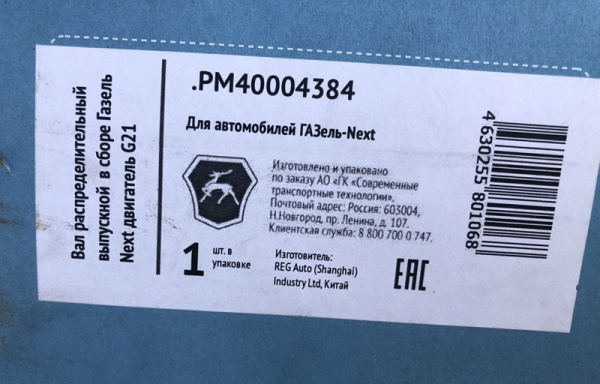 Вал распределительный
выпускной в сборе Газель
Next двигатель G21
.PM40004384
Для автомобилей ГАЗель-Next
Изготовлено и упаковано
по заказу АО «ГК «Современные
транспортные технологии».
Почтовый адрес: Россия: 603004,
Н.Новгород, пр. Ленина, д. 107.
Клиентская служба: 8 800 700 0 747.
1 шт. в
упаковке
Изготовитель:
REG Auto (Shanghai)
Industry Ltd, Китай
EAC
4 630255 801068